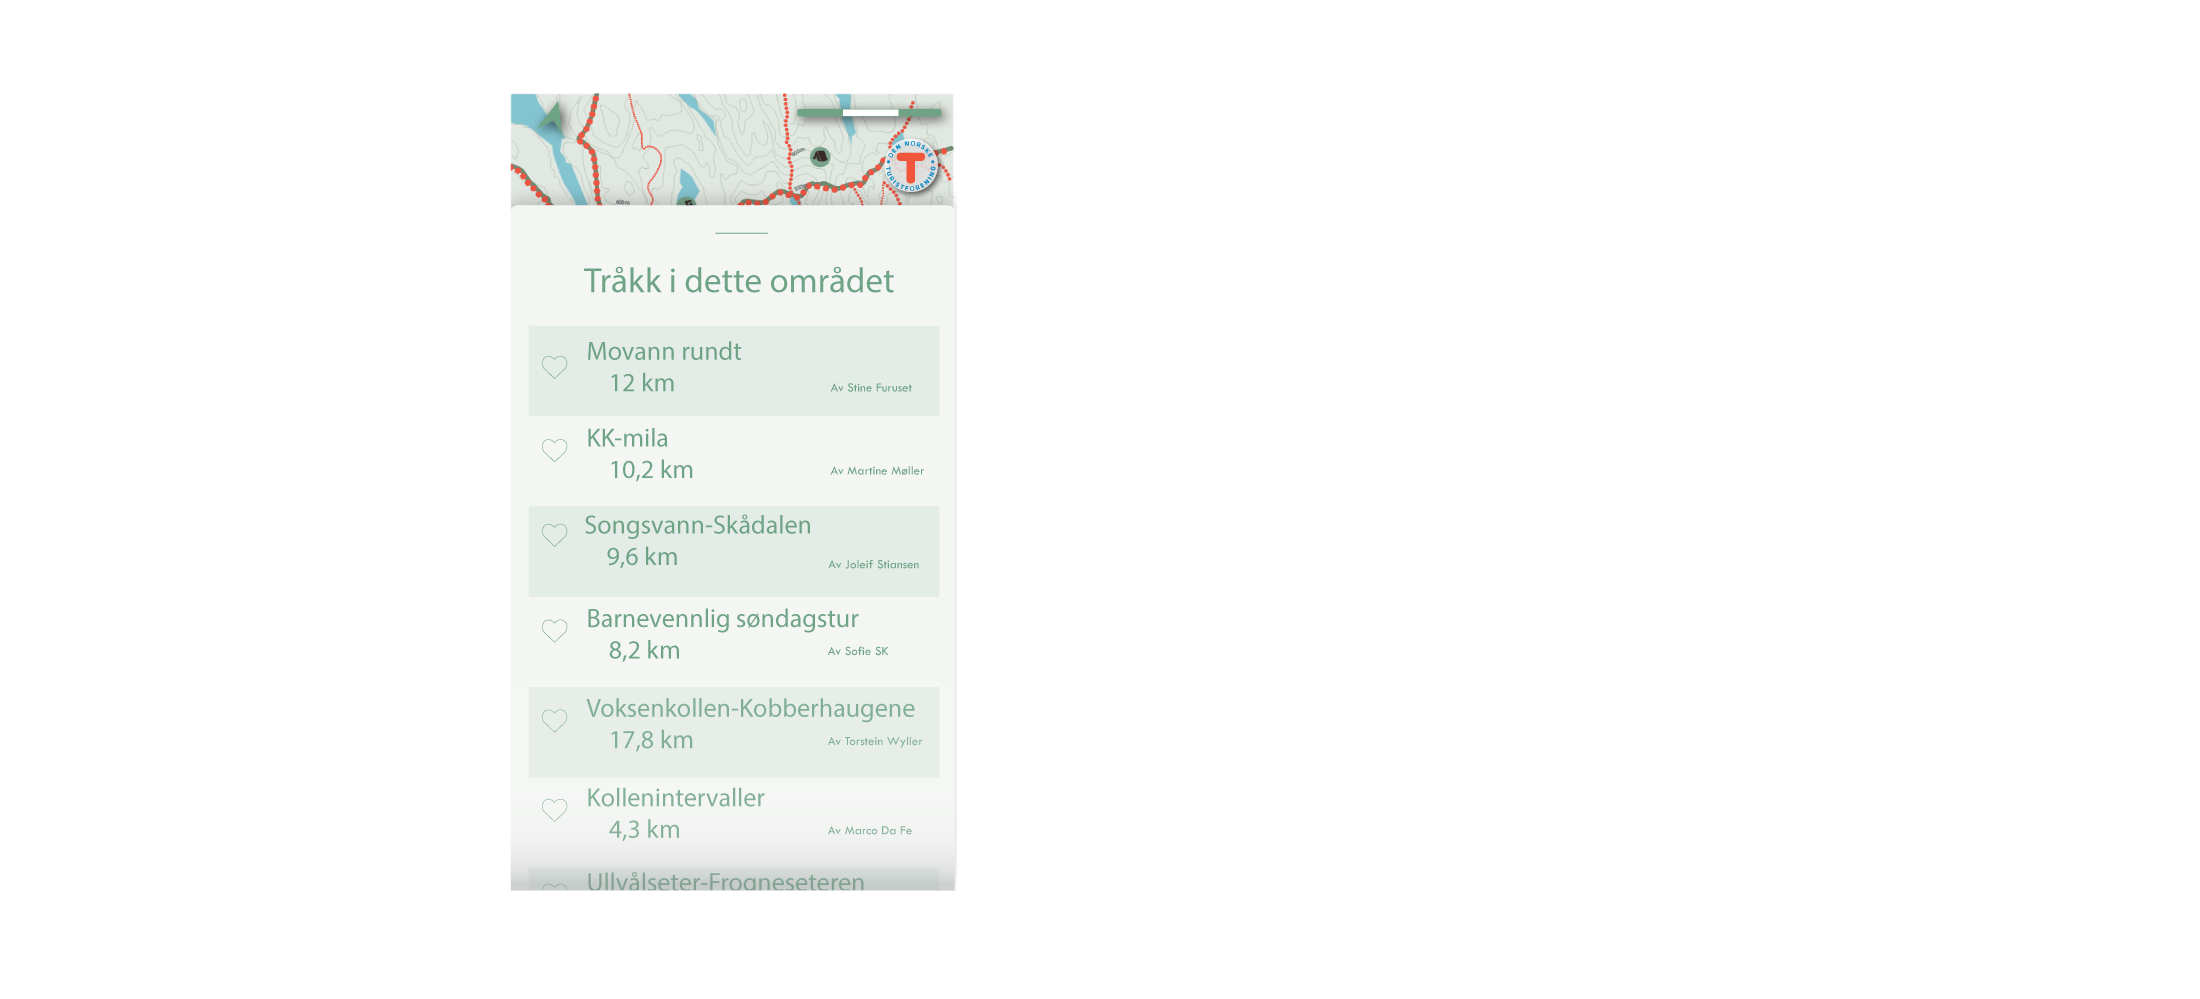 DEN NORSKE
TURISTFORENING
400m
Tråkk i dette området
Movann rundt
12 km
Av Stine Furuset
KK-mila
10,2 km
Av Martine Møller
Songsvann-Skådalen
9,6 km
Av Joleif Stiansen
Barnevennlig søndagstur
8,2 km
Av Sofie SK
Voksenkollen-Kobberhaugene
17,8 km
Av Torstein Wyller
Kollenintervaller
4,3 km
Av Marco Da Fe
Ullvålseter-Frogneseteren